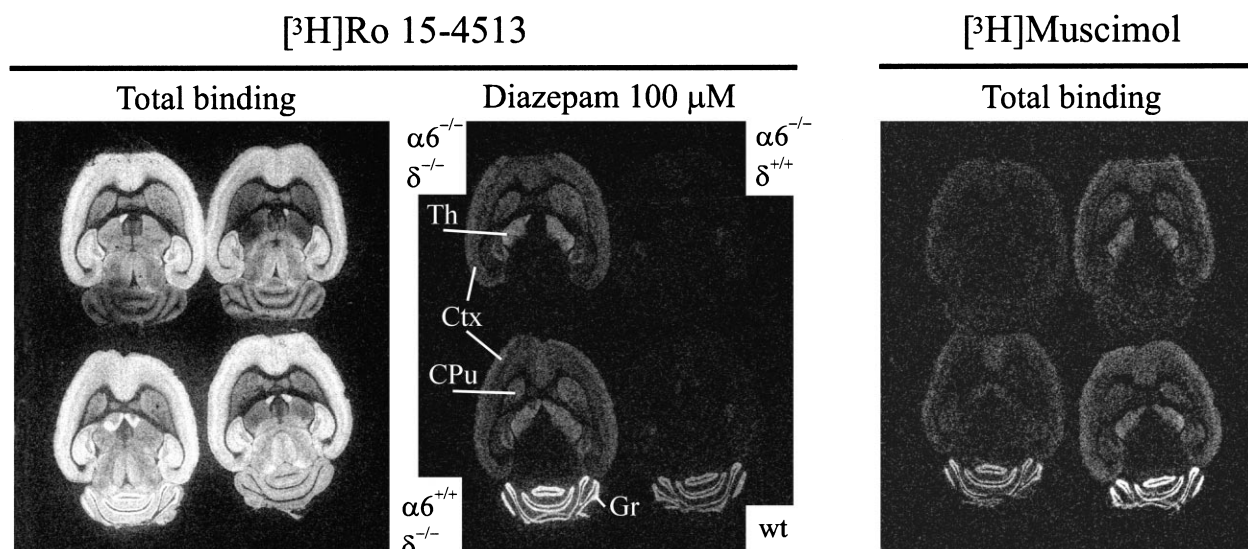 [³H]Ro 15-4513
[³H]Muscimol
Total binding
Diazepam 100 μM
Total binding
α6⁻/⁻
δ⁻/⁻
α6⁻/⁻
δ⁺/⁺
Th
Ctx
CPu
Gr
α6⁺/⁺
δ⁻/⁻
wt